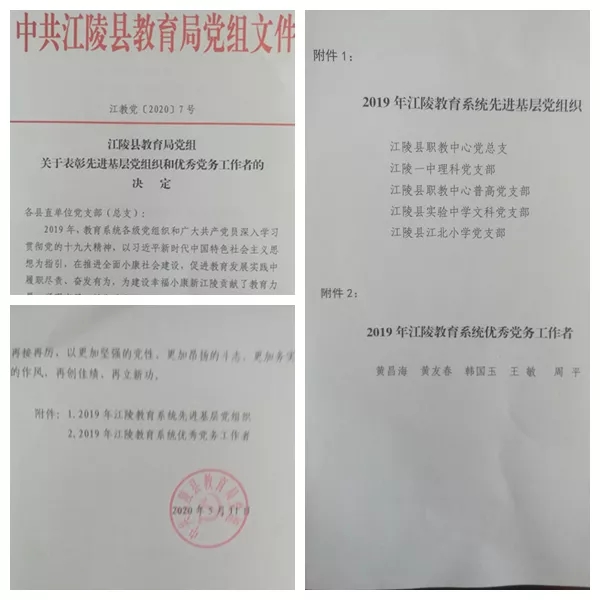 中共江陵县教育局党组文件
江教党〔2020〕7号
江陵县教育局党组
关于表彰先进基层党组织和优秀党务工作者的
决 定
各县直单位党支部（总支）：
2019年，教育系统各级党组织和广大共产党员深入学习
贯彻党的十九大精神，以习近平新时代中国特色社会主义
思想为指引，在推进全面小康社会建设，促进教育发展实践中
履职尽责、奋发有为，为建设幸福小康新江陵贡献了教育力
再接再厉，以更加坚强的党性、更加昂扬的斗志、更加务实
的作风，再创佳绩、再立新功。
附件：1.2019年江陵教育系统先进基层党组织
2.2019年江陵教育系统优秀党务工作者
中共江陵县教育局党组
2020年5月11日
附件1：
2019年江陵教育系统先进基层党组织
江陵县职教中心党总支
江陵一中理科党支部
江陵县职教中心普高党支部
江陵县实验中学文科党支部
江陵县江北小学党支部
附件2：
2019年江陵教育系统优秀党务工作者
黄昌海 黄友春 韩国玉 王 敏 周 平